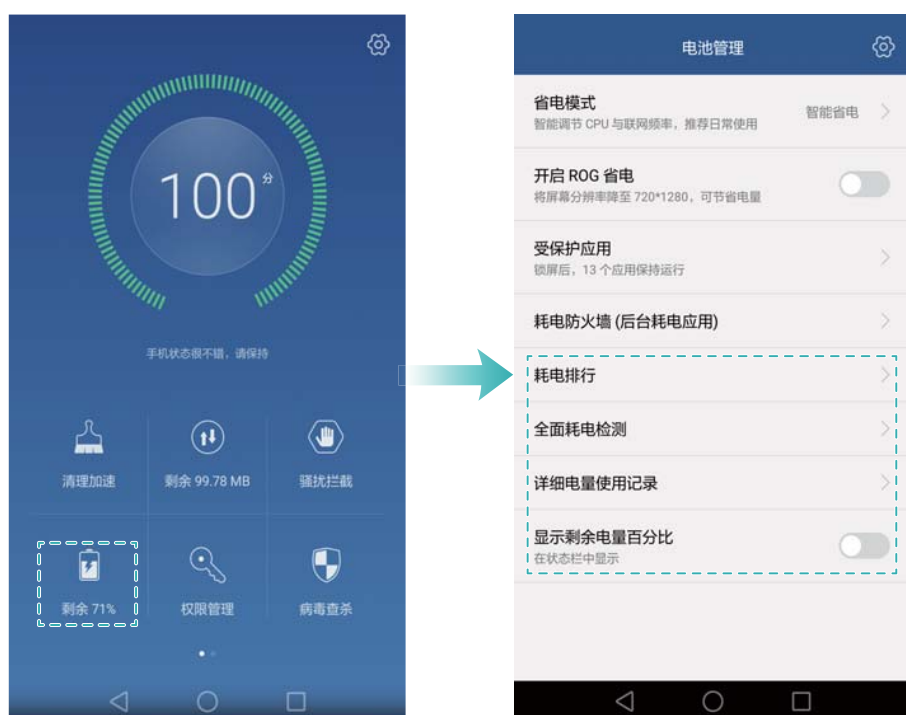 100分
手机状态很不错，请保持
清理加速
剩余 99.78 MB
骚扰拦截
剩余 71%
权限管理
病毒查杀
电池管理
省电模式
智能调节 CPU 与联网频率，推荐日常使用
智能省电
开启 ROG 省电
将屏幕分辨率降至 720*1280，可节省电量
受保护应用
锁屏后，13 个应用保持运行
耗电防火墙 (后台耗电应用)
耗电排行
全面耗电检测
详细电量使用记录
显示剩余电量百分比
在状态栏中显示